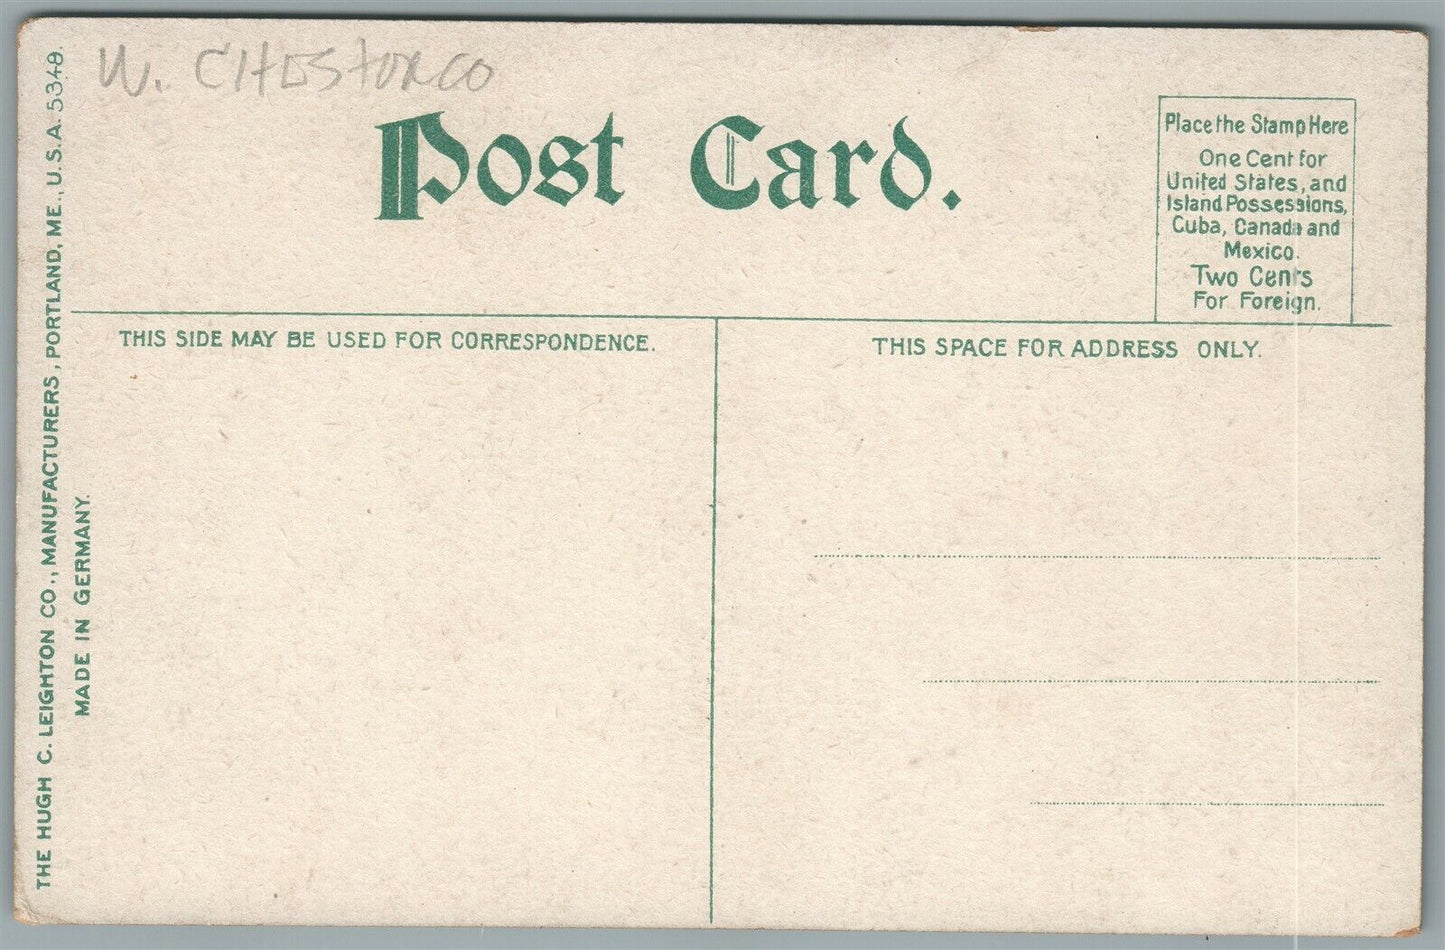 W. CHESTOR CO
Post Card.
Place the Stamp Here
One Cent for
United States, and
Island Possessions,
Cuba, Canada and
Mexico.
Two Cents
For Foreign.
THIS SIDE MAY BE USED FOR CORRESPONDENCE.
THIS SPACE FOR ADDRESS ONLY.
THE HUGH C. LEIGHTON CO., MANUFACTURERS, PORTLAND, ME., U.S.A. 5348.
MADE IN GERMANY.